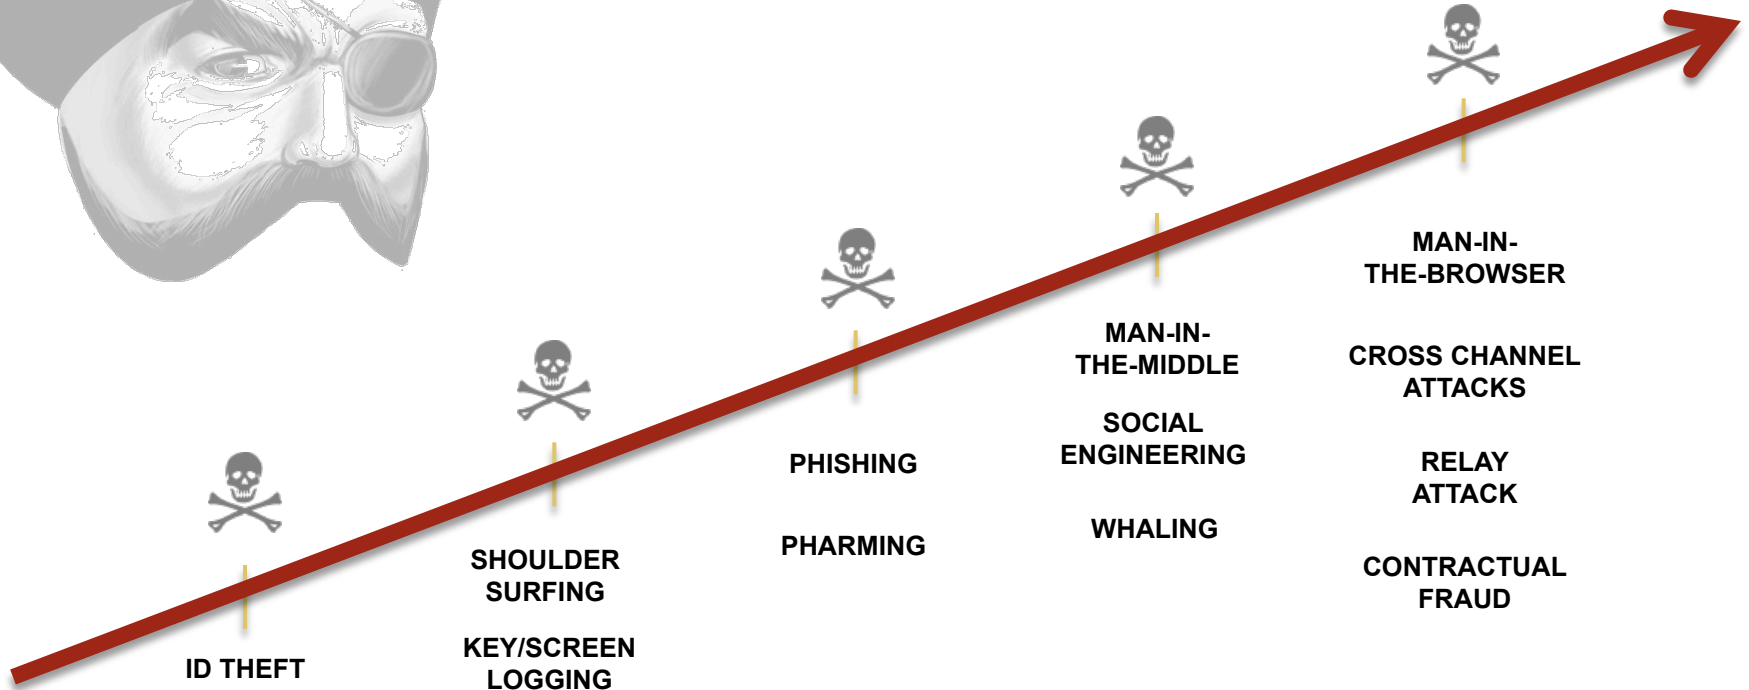 ID THEFT
SHOULDER
SURFING
KEY/SCREEN
LOGGING
PHISHING
PHARMING
MAN-IN-
THE-MIDDLE
SOCIAL
ENGINEERING
WHALING
MAN-IN-
THE-BROWSER
CROSS CHANNEL
ATTACKS
RELAY
ATTACK
CONTRACTUAL
FRAUD